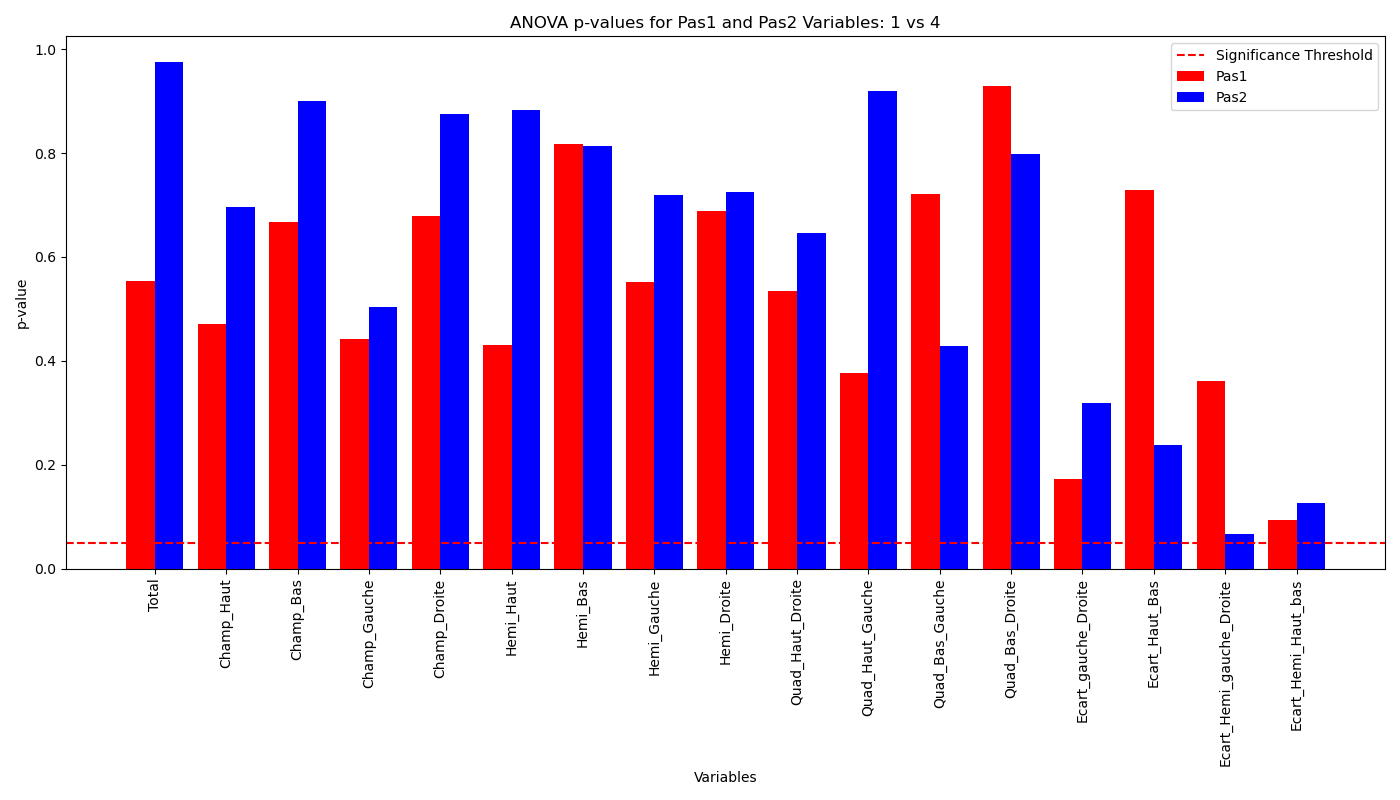 ANOVA p-values for Pas1 and Pas2 Variables: 1 vs 4
Significance Threshold
Pas1
Pas2
p-value
1.0
0.8
0.6
0.4
0.2
0.0
Total
Champ_Haut
Champ_Bas
Champ_Gauche
Champ_Droite
Hemi_Haut
Hemi_Bas
Hemi_Gauche
Hemi_Droite
Quad_Haut_Droite
Quad_Haut_Gauche
Quad_Bas_Gauche
Quad_Bas_Droite
Ecart_gauche_Droite
Ecart_Haut_Bas
Ecart_Hemi_gauche_Droite
Ecart_Hemi_Haut_bas
Variables